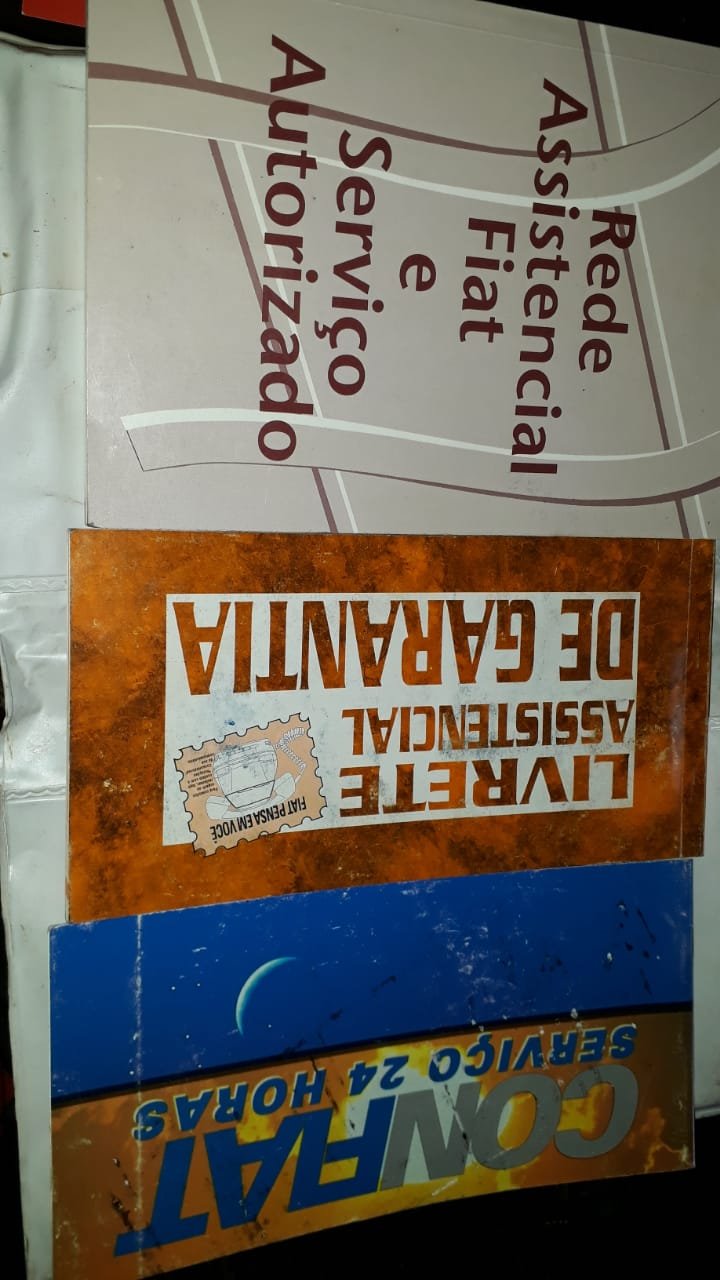 Rede
Assistencial
Fiat
e
Serviço
Autorizado
LIVRETE
ASSISTENCIAL
DE GARANTIA
FIAT PENSA EM VOCÊ
CONFIAT
SERVIÇO 24 HORAS